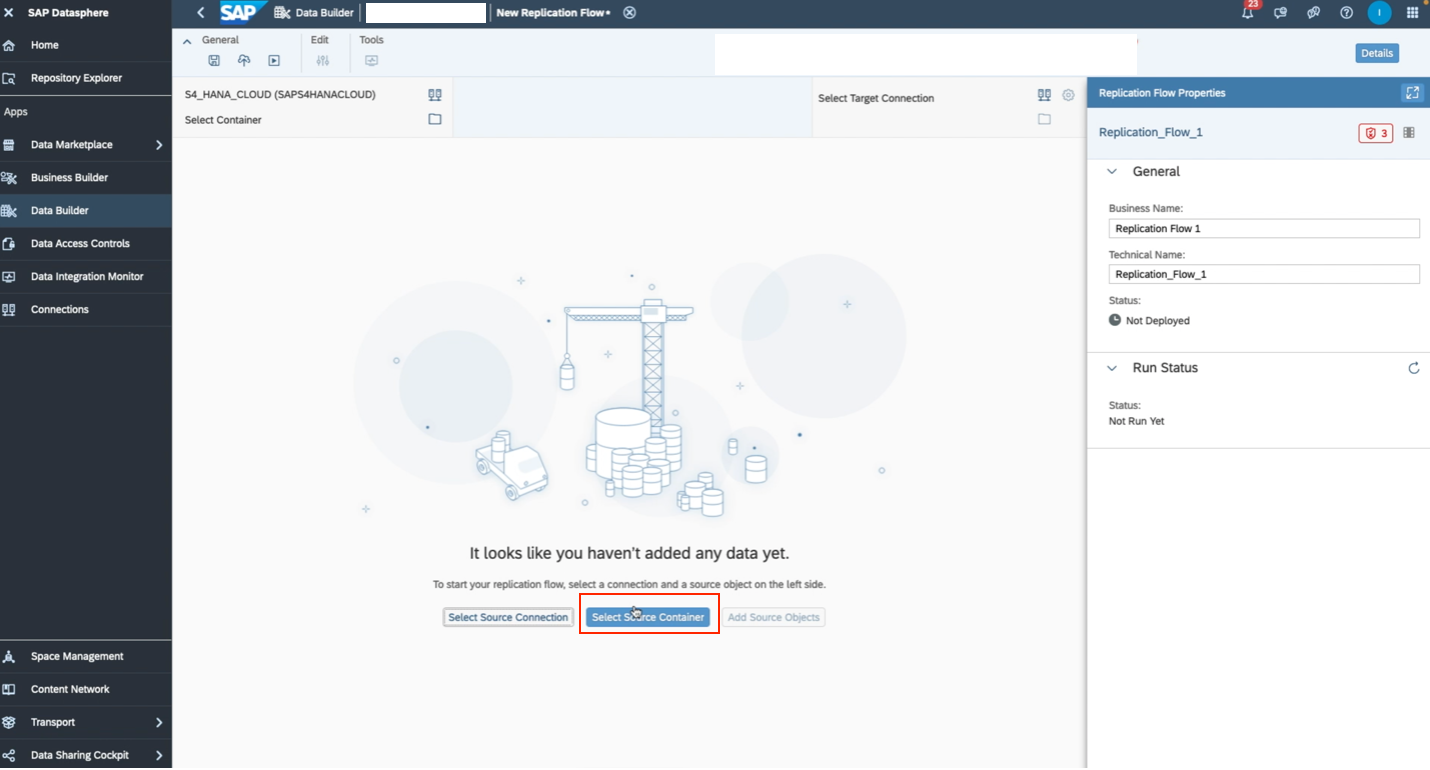 SAP Datasphere
SAP Data Builder New Replication Flow*
23
I
Home
Repository Explorer
Apps
Data Marketplace
Business Builder
Data Builder
Data Access Controls
Data Integration Monitor
Connections
Space Management
Content Network
Transport
Data Sharing Cockpit
General Edit Tools
Details
S4_HANA_CLOUD (SAPS4HANACLOUD)
Select Container
Select Target Connection
It looks like you haven't added any data yet.
To start your replication flow, select a connection and a source object on the left side.
Select Source Connection Select Source Container Add Source Objects
Replication Flow Properties
Replication_Flow_1
3
General
Business Name:
Replication Flow 1
Technical Name:
Replication_Flow_1
Status:
Not Deployed
Run Status
Status:
Not Run Yet